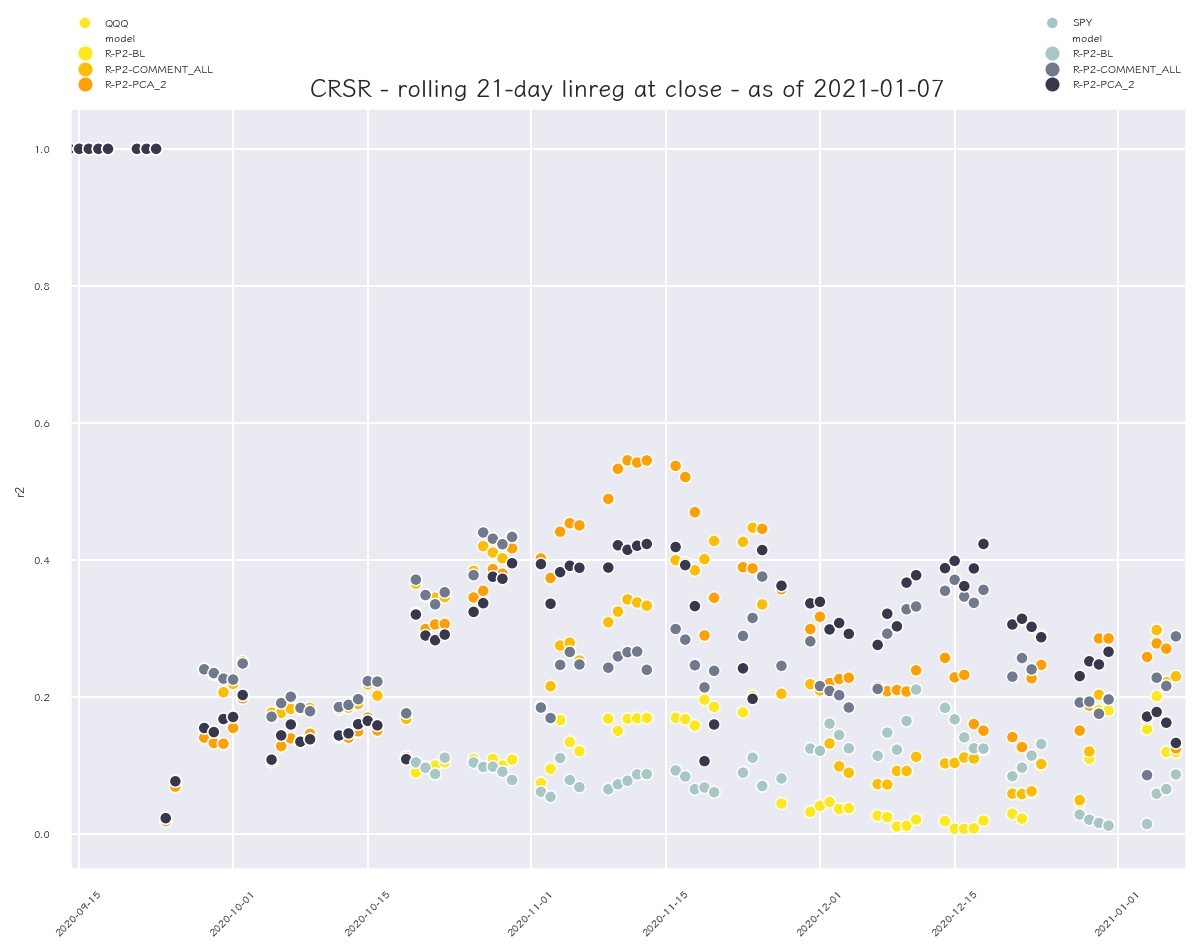 QQQ
model
R-P2-BL
R-P2-COMMENT_ALL
R-P2-PCA_2
SPY
model
R-P2-BL
R-P2-COMMENT_ALL
R-P2-PCA_2
CRSR - rolling 21-day linreg at close - as of 2021-01-07
1.0
0.8
0.6
0.4
0.2
0.0
r2
2020-09-15
2020-10-01
2020-10-15
2020-11-01
2020-11-15
2020-12-01
2020-12-15
2021-01-01